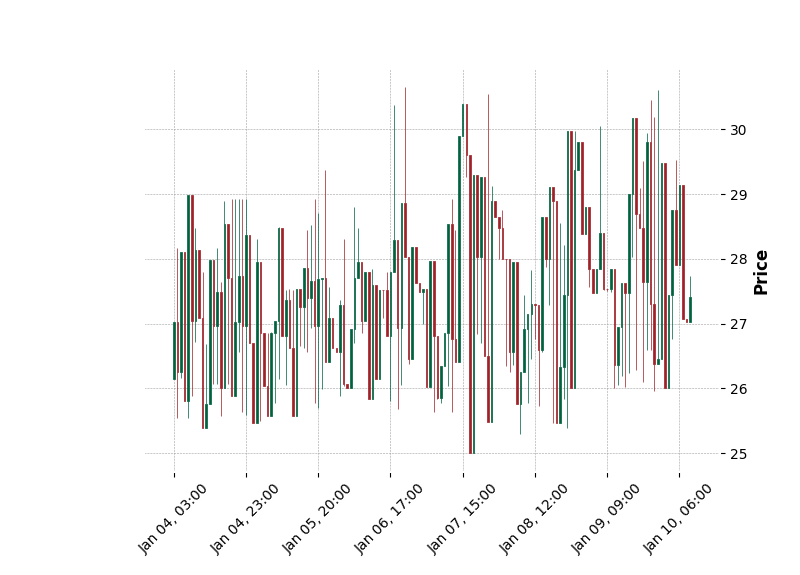 30
29
28
27
26
25
Price
Jan 04, 03:00
Jan 04, 23:00
Jan 05, 20:00
Jan 06, 17:00
Jan 07, 15:00
Jan 08, 12:00
Jan 09, 09:00
Jan 10, 06:00